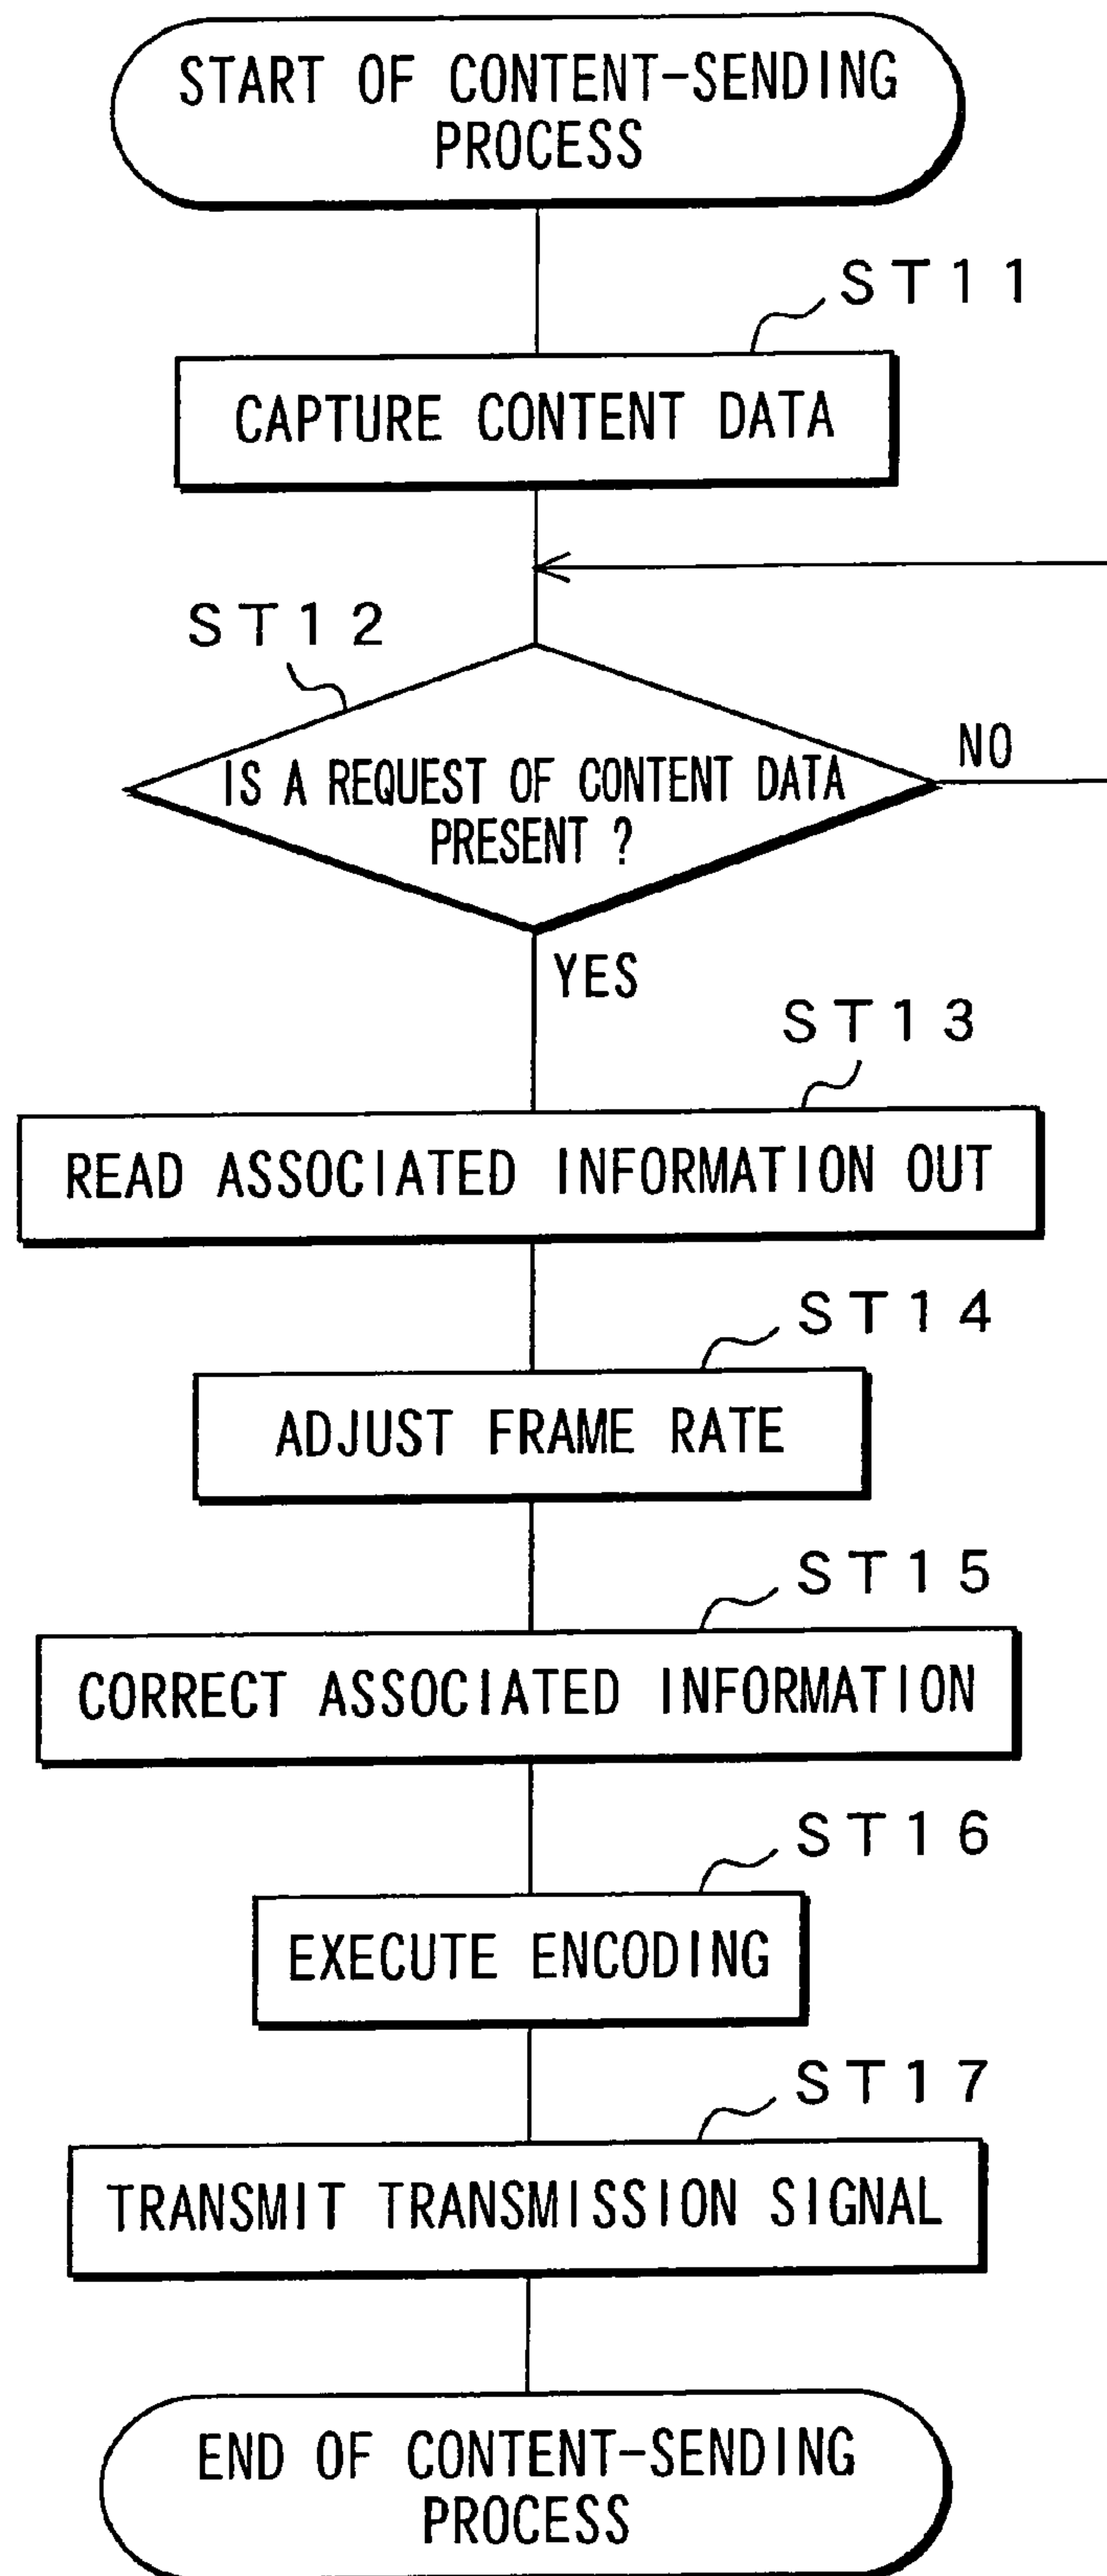 START OF CONTENT-SENDING
PROCESS
ST11
CAPTURE CONTENT DATA
ST12
IS A REQUEST OF CONTENT DATA
PRESENT ?
NO
YES
ST13
READ ASSOCIATED INFORMATION OUT
ST14
ADJUST FRAME RATE
ST15
CORRECT ASSOCIATED INFORMATION
ST16
EXECUTE ENCODING
ST17
TRANSMIT TRANSMISSION SIGNAL
END OF CONTENT-SENDING
PROCESS